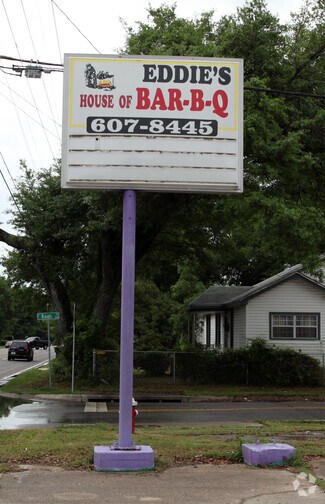 EDDIE'S
HOUSE OF BAR-B-Q
607-8445